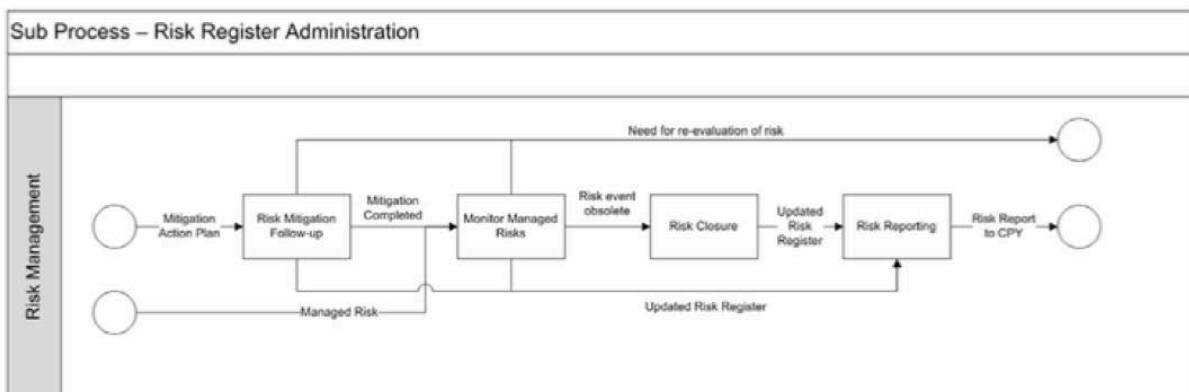 Sub Process – Risk Register Administration
Risk Management
Need for re-evaluation of risk
Mitigation
Action Plan
Risk Mitigation
Follow-up
Mitigation
Completed
Monitor Managed
Risks
Risk event
obsolete
Risk Closure
Updated
Risk
Register
Risk Reporting
Risk Report
to CPY
Managed Risk
Updated Risk Register